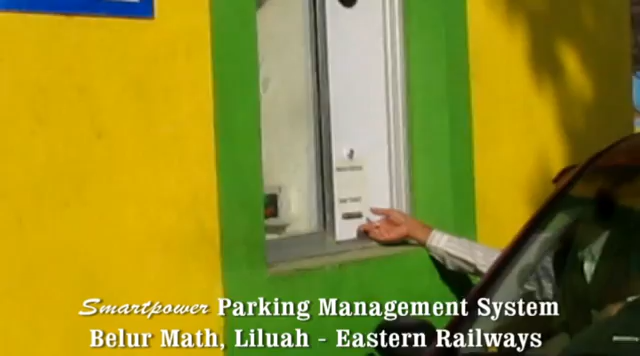 Smartpower Parking Management System
Belur Math, Liluah - Eastern Railways